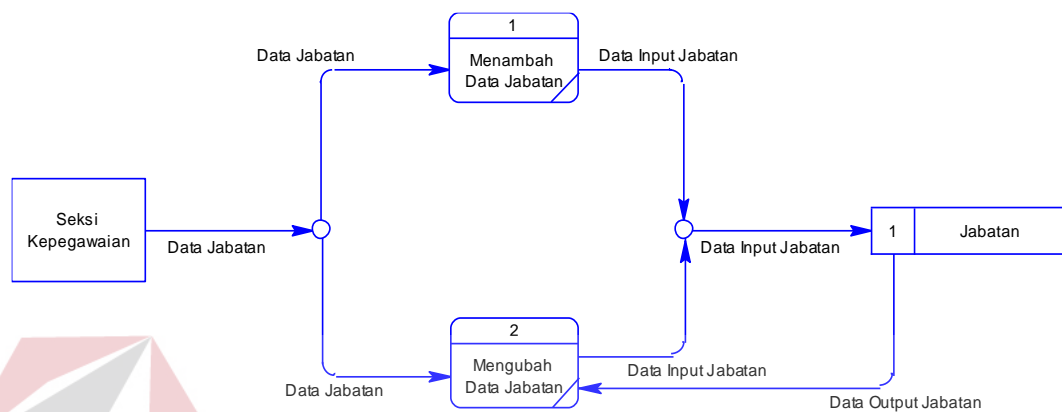 1
Data Jabatan
Menambah
Data Jabatan
Data Input Jabatan
Seksi
Kepegawaian
Data Jabatan
Data Input Jabatan
1
Jabatan
2
Mengubah
Data Jabatan
Data Jabatan
Data Input Jabatan
Data Output Jabatan